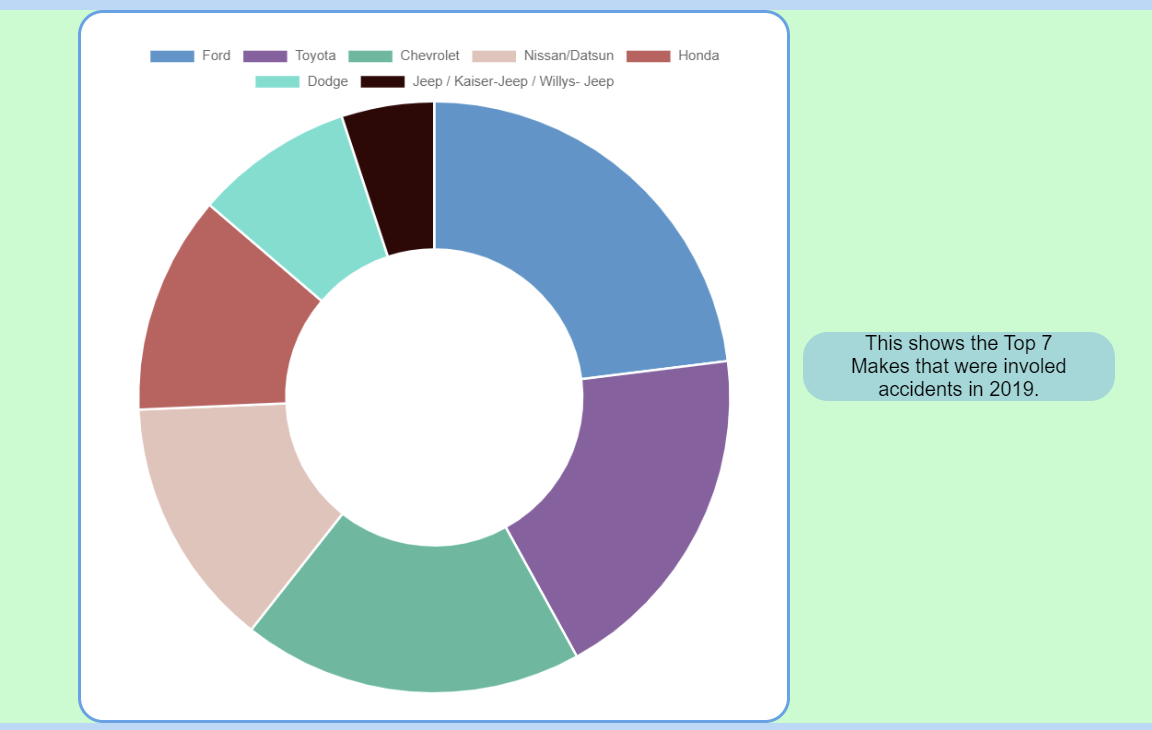 Ford Toyota Chevrolet Nissan/Datsun Honda
Dodge Jeep / Kaiser-Jeep / Willys- Jeep
This shows the Top 7
Makes that were involed
accidents in 2019.